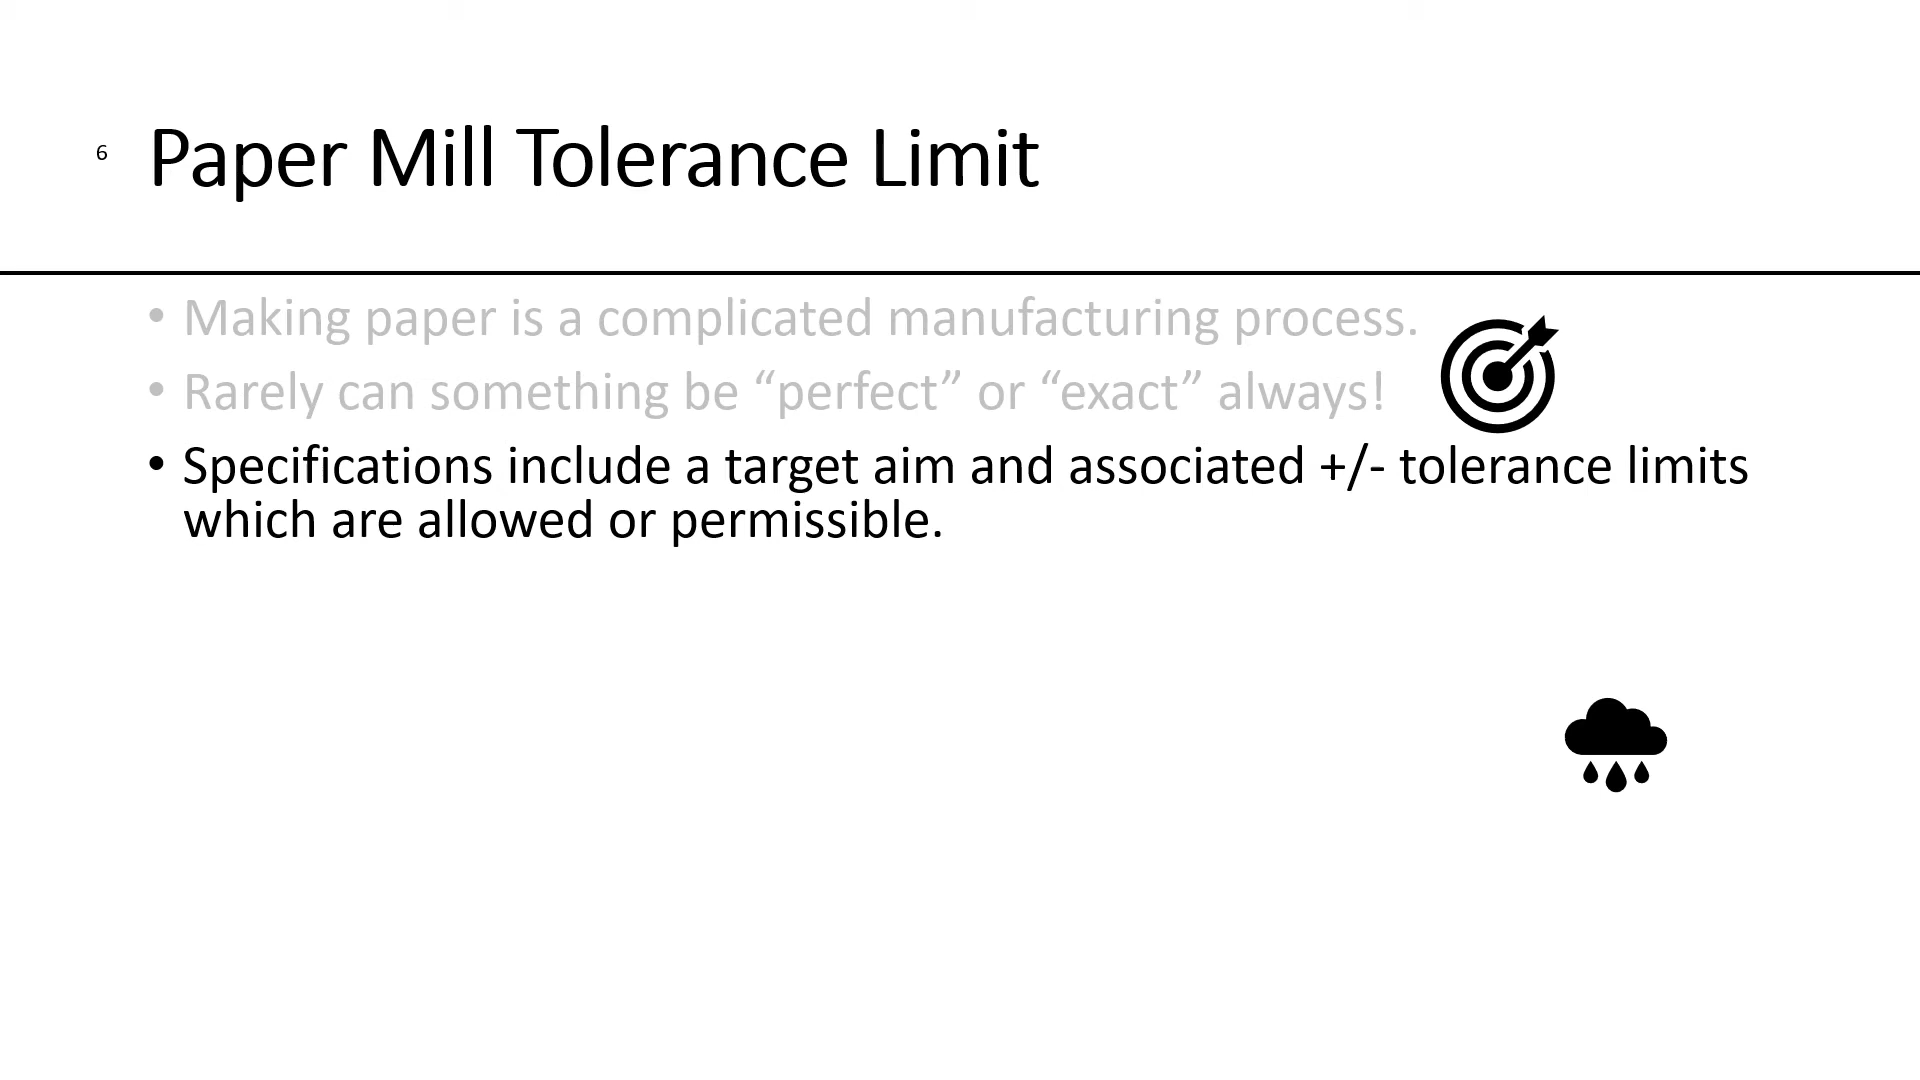 6
Paper Mill Tolerance Limit
• Making paper is a complicated manufacturing process.
• Rarely can something be “perfect” or “exact” always!
• Specifications include a target aim and associated +/- tolerance limits
which are allowed or permissible.